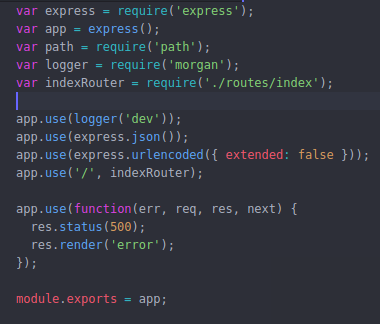 var express = require('express');
var app = express();
var path = require('path');
var logger = require('morgan');
var indexRouter = require('./routes/index');

app.use(logger('dev'));
app.use(express.json());
app.use(express.urlencoded({ extended: false }));
app.use('/', indexRouter);

app.use(function(err, req, res, next) {
  res.status(500);
  res.render('error');
});

module.exports = app;